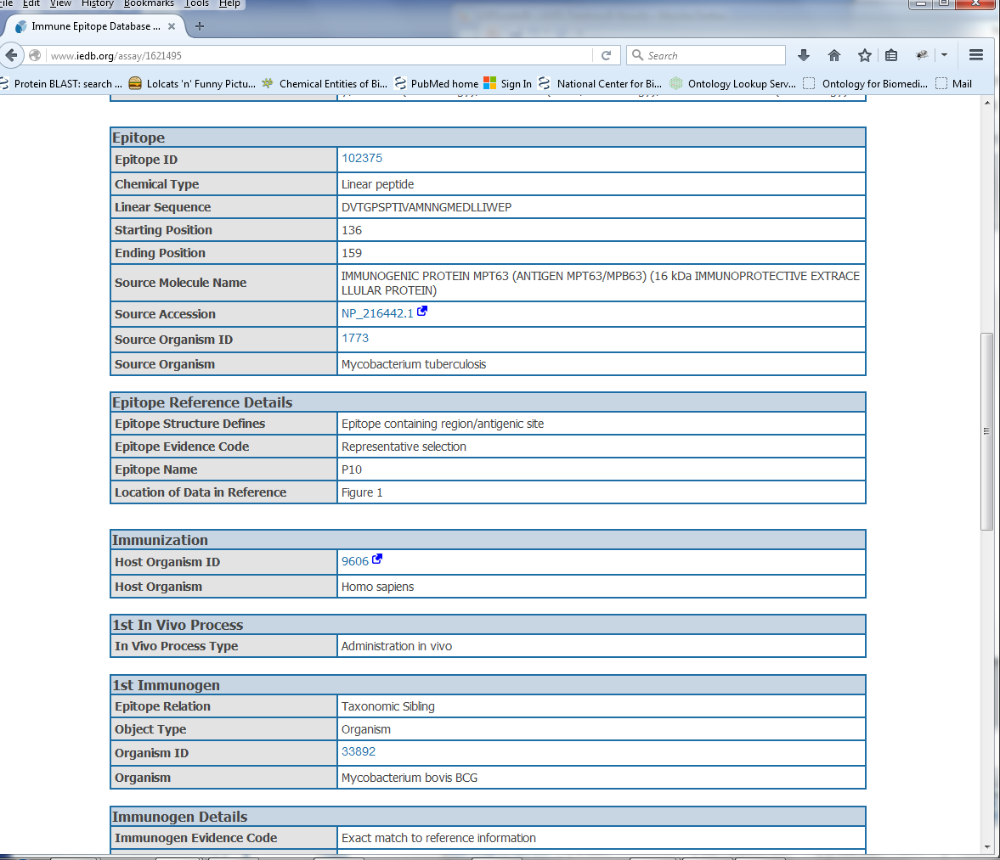 File Edit View History Bookmarks Tools Help
Immune Epitope Database ... × +
www.iedb.org/assay/1621495 Search
Protein BLAST: search ... Lolcats 'n' Funny Pictu... Chemical Entities of Bi... PubMed home Sign In National Center for Bi... Ontology Lookup Serv... Ontology for Biomedi... Mail
Epitope
Epitope ID 102375
Chemical Type Linear peptide
Linear Sequence DVTGPSPTIVAMNNGMEDLLIWEP
Starting Position 136
Ending Position 159
Source Molecule Name IMMUNOGENIC PROTEIN MPT63 (ANTIGEN MPT63/MPB63) (16 kDa IMMUNOPROTECTIVE EXTRACE
LLULAR PROTEIN)
Source Accession NP_216442.1
Source Organism ID 1773
Source Organism Mycobacterium tuberculosis
Epitope Reference Details
Epitope Structure Defines Epitope containing region/antigenic site
Epitope Evidence Code Representative selection
Epitope Name P10
Location of Data in Reference Figure 1
Immunization
Host Organism ID 9606
Host Organism Homo sapiens
1st In Vivo Process
In Vivo Process Type Administration in vivo
1st Immunogen
Epitope Relation Taxonomic Sibling
Object Type Organism
Organism ID 33892
Organism Mycobacterium bovis BCG
Immunogen Details
Immunogen Evidence Code Exact match to reference information